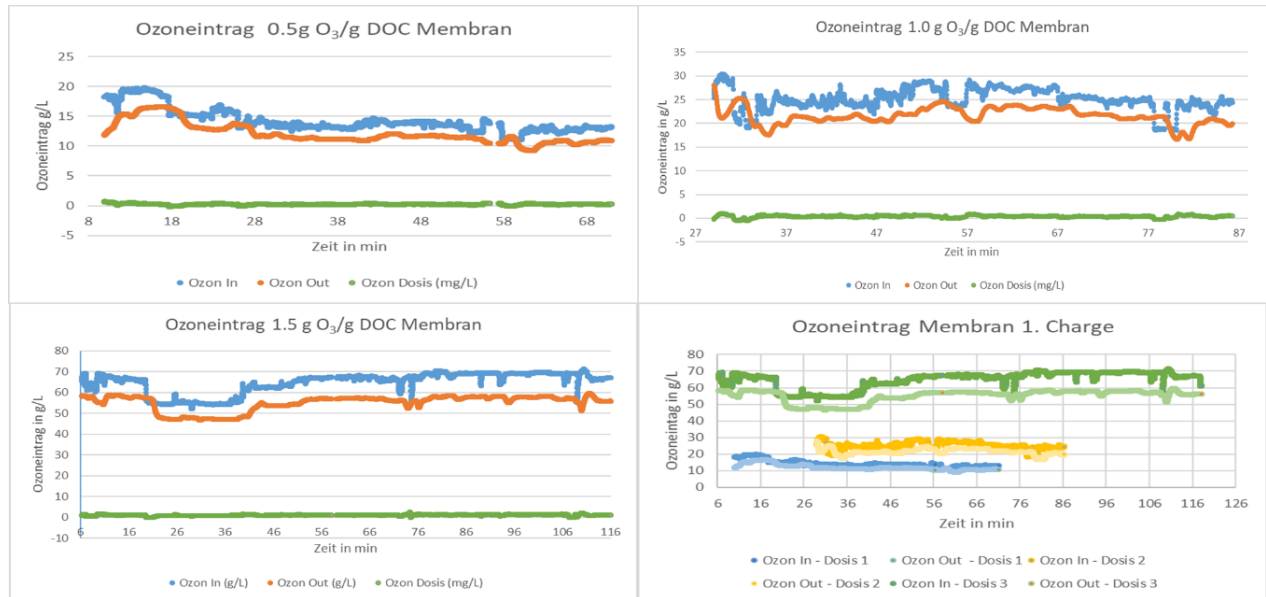 Ozoneintrag 0.5g O₃/g DOC Membran
25
20
15
10
5
0
-5
Ozoneintrag g/L
8 18 28 38 48 58 68
Zeit in min
Ozon In Ozon Out Ozon Dosis (mg/L)
Ozoneintrag 1.0 g O₃/g DOC Membran
35
30
25
20
15
10
5
0
-5
Ozoneintrag in g/L
27 37 47 57 67 77 87
Zeit in min
Ozon In Ozon Out Ozon Dosis (mg/L)
Ozoneintrag 1.5 g O₃/g DOC Membran
80
70
60
50
40
30
20
10
0
-10
Ozoneintrag in g/L
6 16 26 36 46 56 66 76 86 96 106 116
Zeit in min
Ozon In (g/L) Ozon Out (g/L) Ozon Dosis (mg/L)
Ozoneintrag Membran 1. Charge
80
70
60
50
40
30
20
10
0
Ozoneintag in g/L
6 16 26 36 46 56 66 76 86 96 106 116 126
Zeit in min
Ozon In - Dosis 1 Ozon Out - Dosis 1 Ozon In - Dosis 2
Ozon Out - Dosis 2 Ozon In - Dosis 3 Ozon Out - Dosis 3